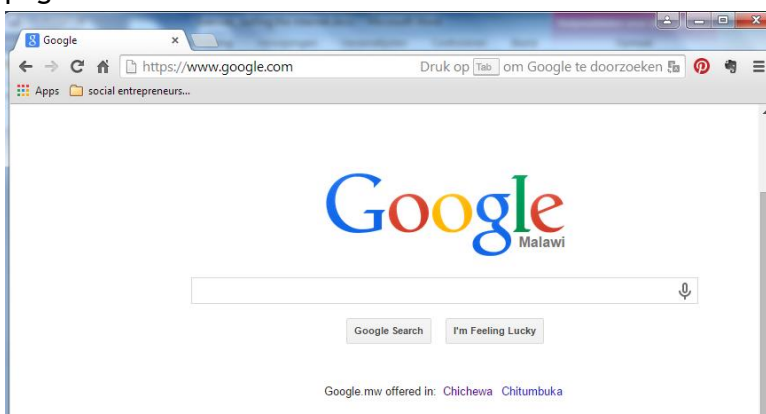 Google
https://www.google.com Druk op Tab om Google te doorzoeken
Apps social entrepreneurs...
Google
Malawi
Google Search I'm Feeling Lucky
Google.mw offered in: Chichewa Chitumbuka